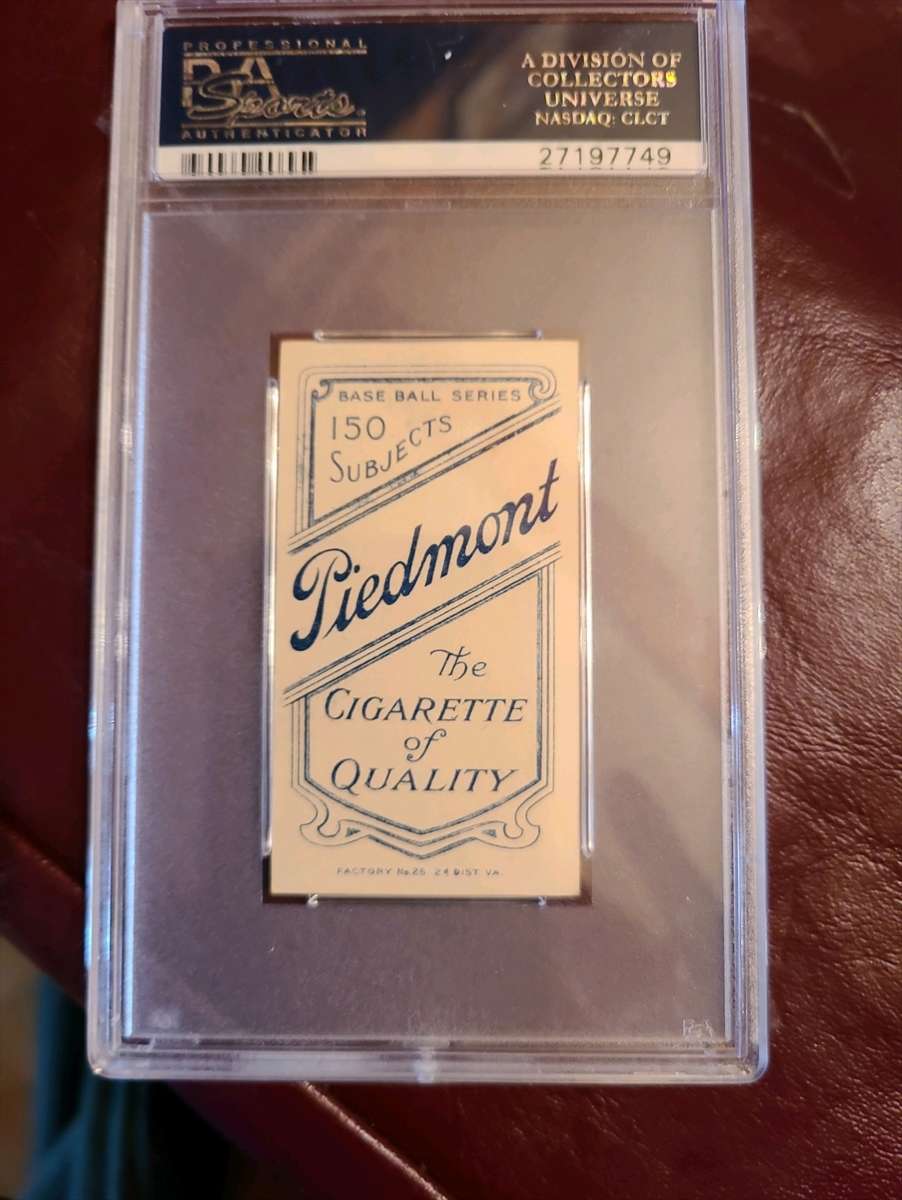 PROFESSIONAL
PSA
Sports
AUTHENTICATOR
A DIVISION OF
COLLECTORS
UNIVERSE
NASDAQ: CLCT
27197749
BASE BALL SERIES
150
SUBJECTS
Piedmont
The
CIGARETTE
of
QUALITY
FACTORY No. 25. 2d DIST. VA.
PSA